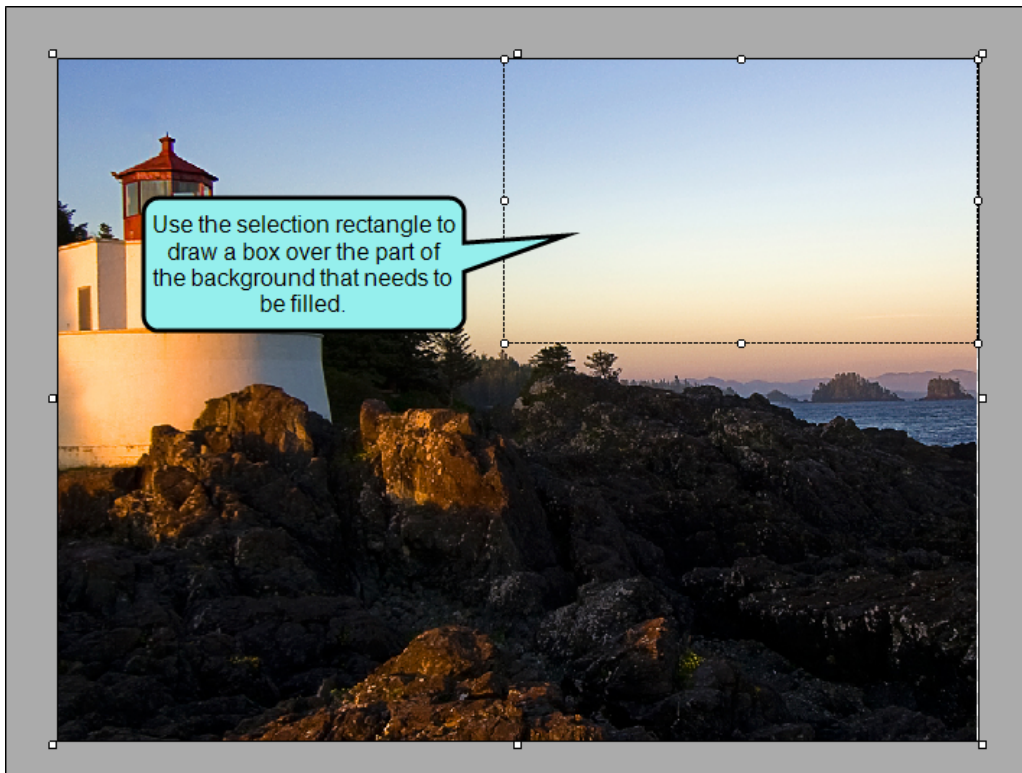 Use the selection rectangle to
draw a box over the part of
the background that needs to
be filled.